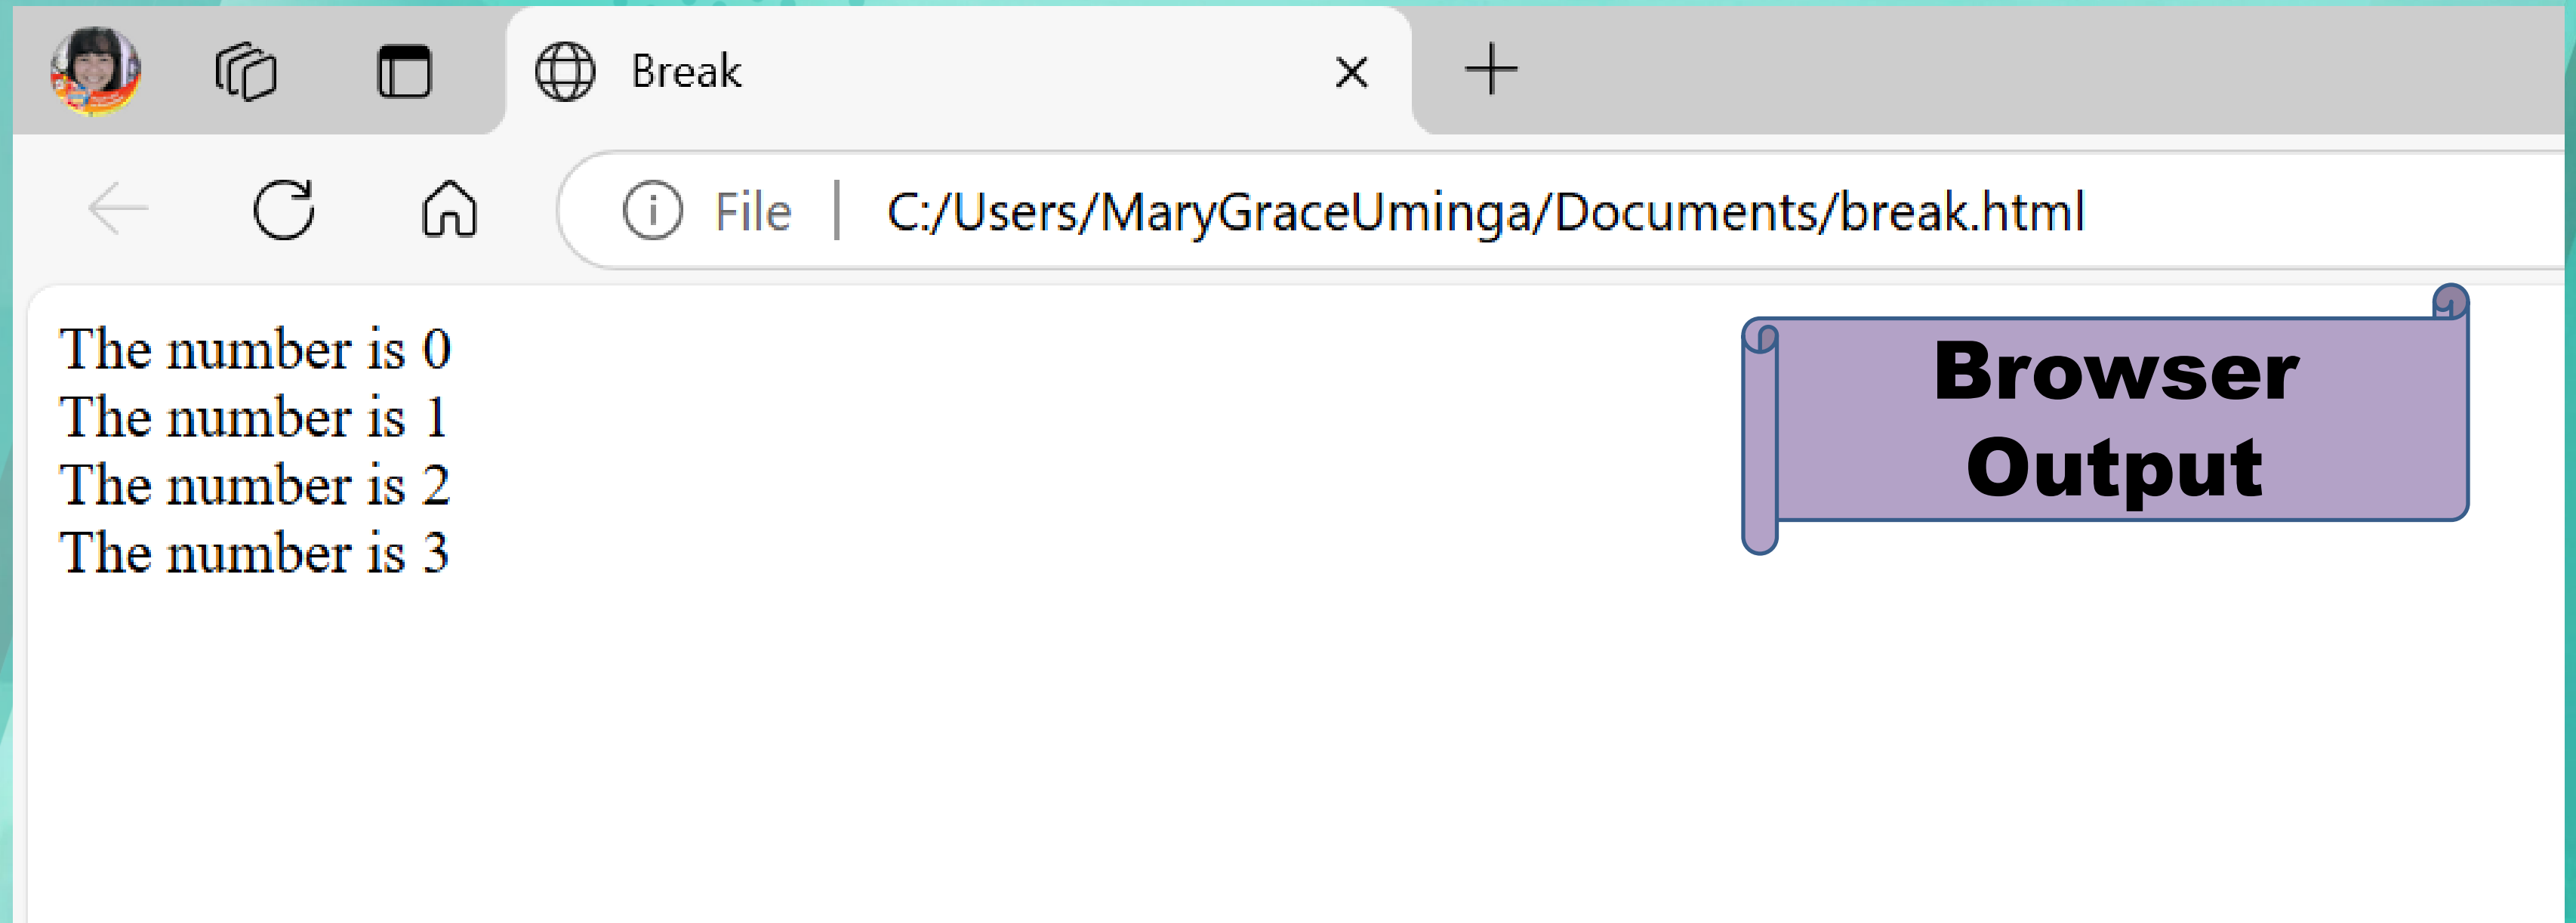 Break
File | C:/Users/MaryGraceUminga/Documents/break.html
The number is 0
The number is 1
The number is 2
The number is 3
Browser
Output